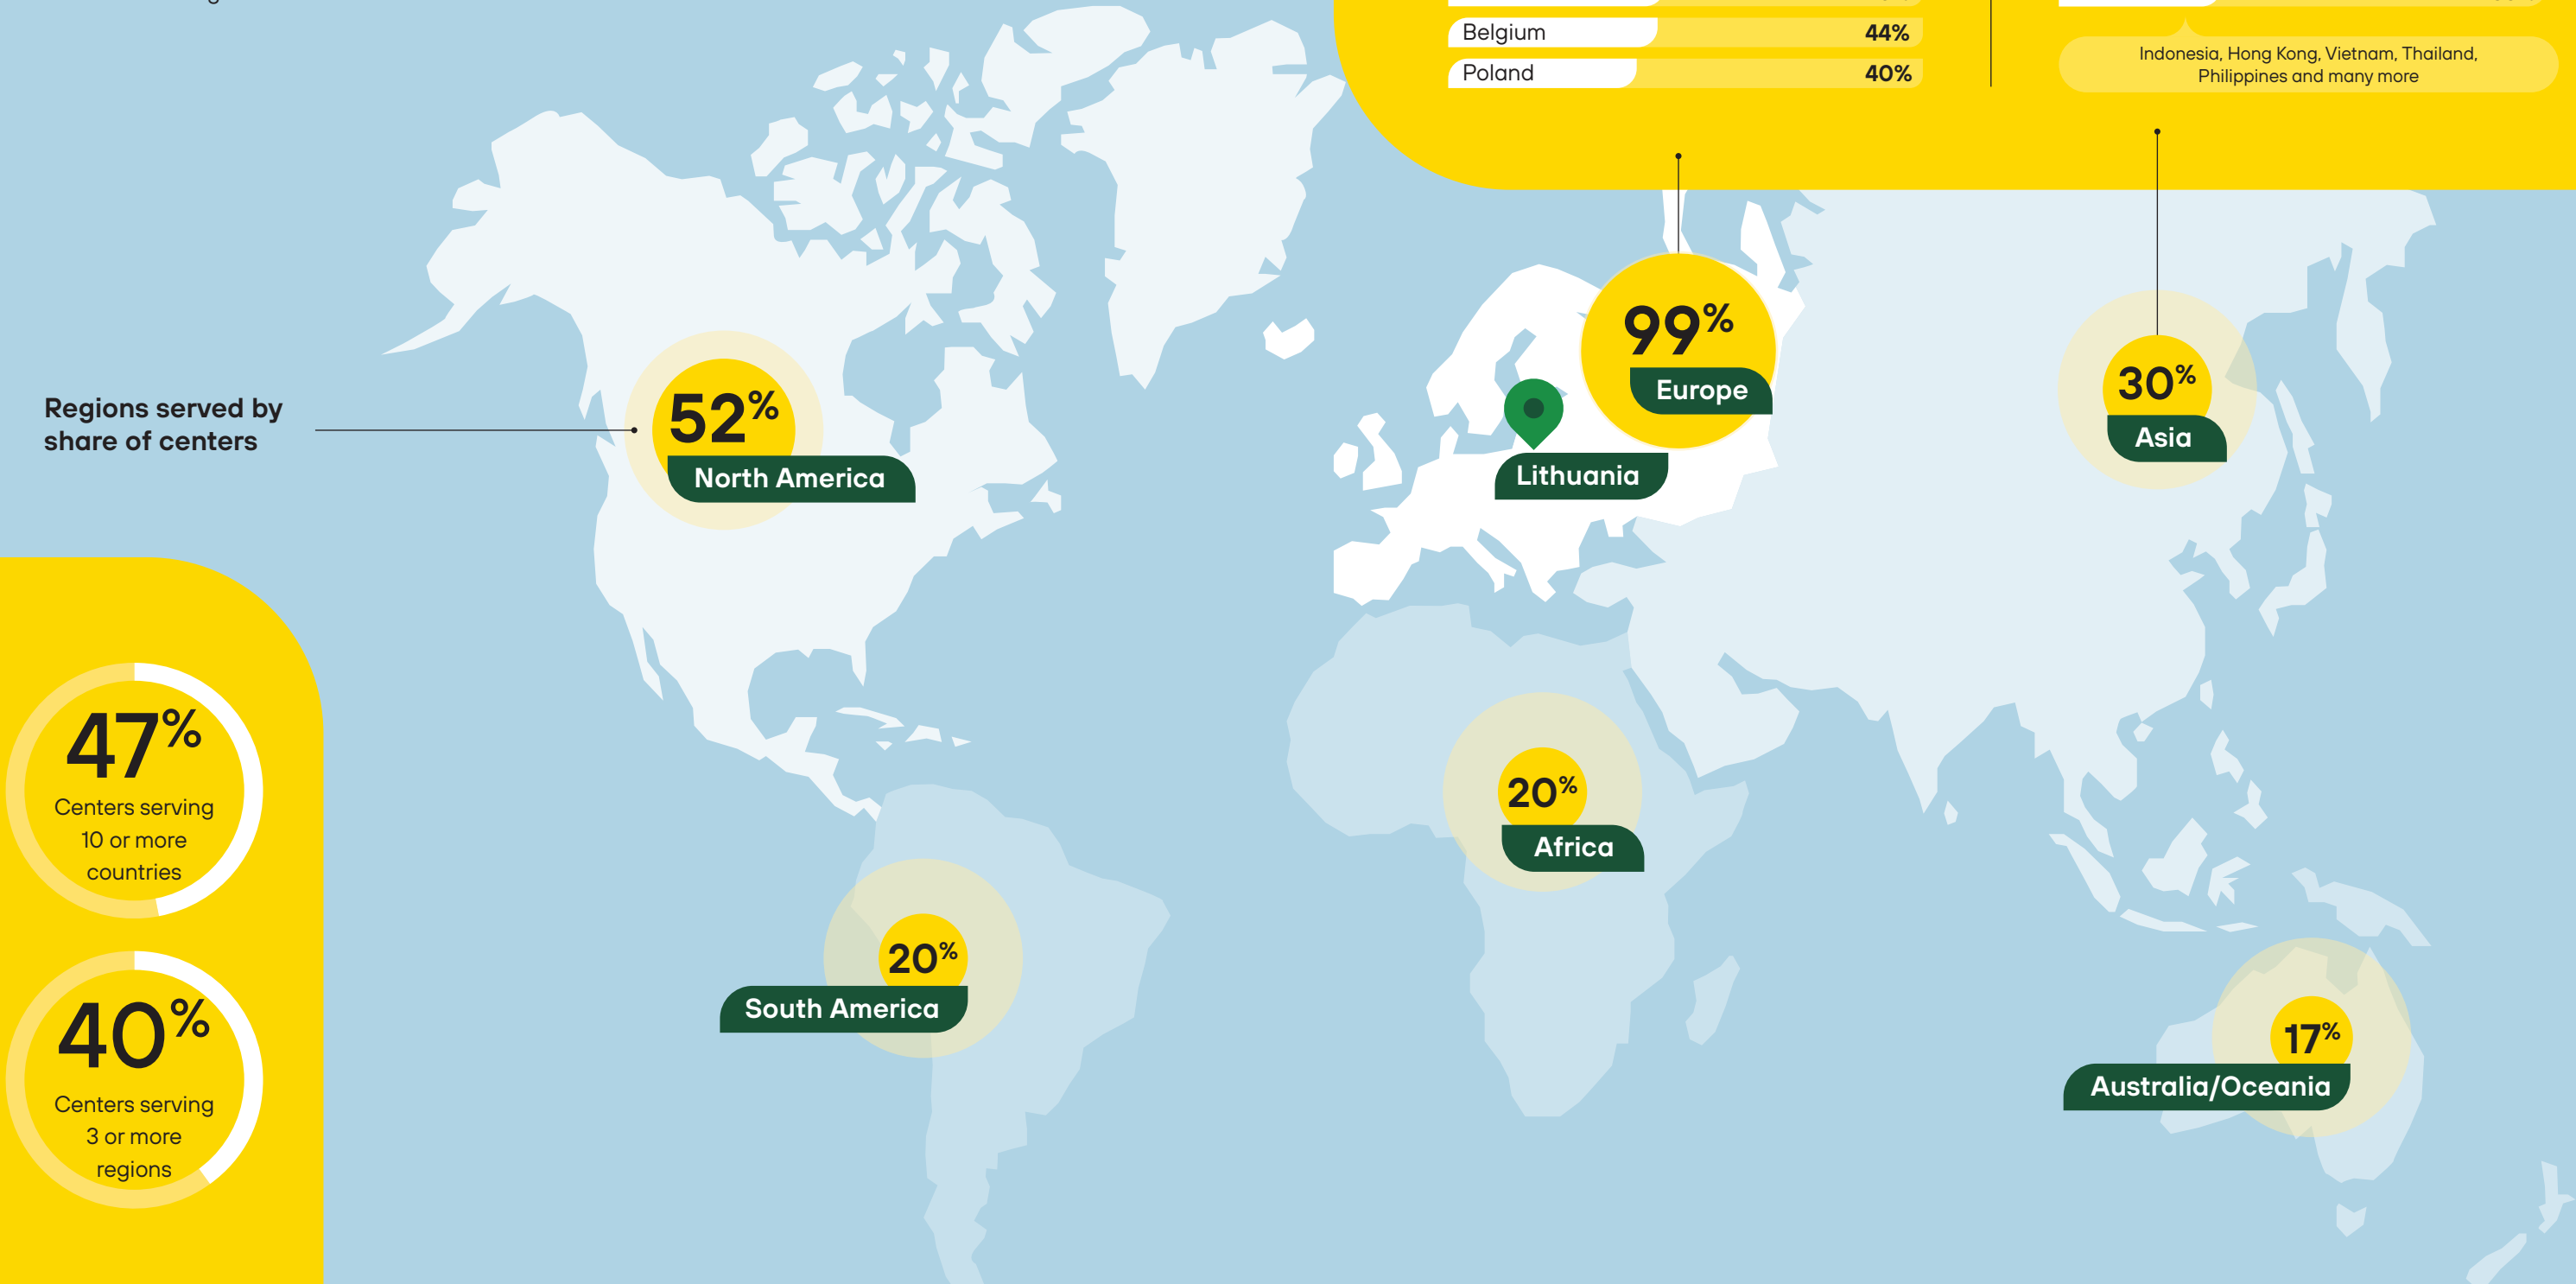 Belgium 44%
Poland 40%
Indonesia, Hong Kong, Vietnam, Thailand,
Philippines and many more
Regions served by
share of centers
52%
North America
99%
Europe
30%
Asia
Lithuania
47%
Centers serving
10 or more
countries
20%
Africa
20%
South America
40%
Centers serving
3 or more
regions
17%
Australia/Oceania